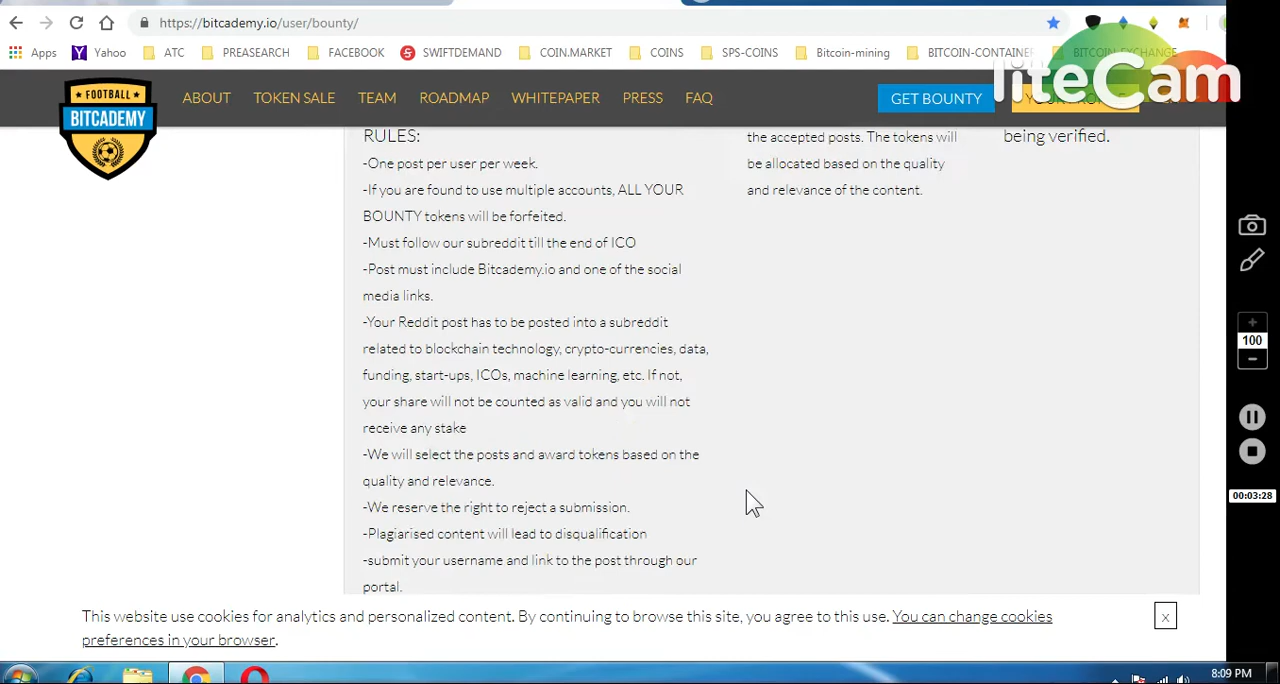 https://bitcademy.io/user/bounty/
Apps
Yahoo
ATC
PREASEARCH
FACEBOOK
SWIFTDEMAND
COIN.MARKET
COINS
SPS-COINS
Bitcoin-mining
BITCOIN-CONTAINER
BITCOIN-EXCHANGE
liteCam
FOOTBALL
BITCADEMY
ABOUT
TOKEN SALE
TEAM
ROADMAP
WHITEPAPER
PRESS
FAQ
GET BOUNTY
RULES:
-One post per user per week.
-If you are found to use multiple accounts, ALL YOUR
BOUNTY tokens will be forfeited.
-Must follow our subreddit till the end of ICO
-Post must include Bitcademy.io and one of the social
media links.
-Your Reddit post has to be posted into a subreddit
related to blockchain technology, crypto-currencies, data,
funding, start-ups, ICOs, machine learning, etc. If not,
your share will not be counted as valid and you will not
receive any stake
-We will select the posts and award tokens based on the
quality and relevance.
-We reserve the right to reject a submission.
-Plagiarised content will lead to disqualification
-submit your username and link to the post through our
portal.
the accepted posts. The tokens will
be allocated based on the quality
and relevance of the content.
being verified.
100
00:03:28
This website use cookies for analytics and personalized content. By continuing to browse this site, you agree to this use. You can change cookies
preferences in your browser.
x
8:09 PM